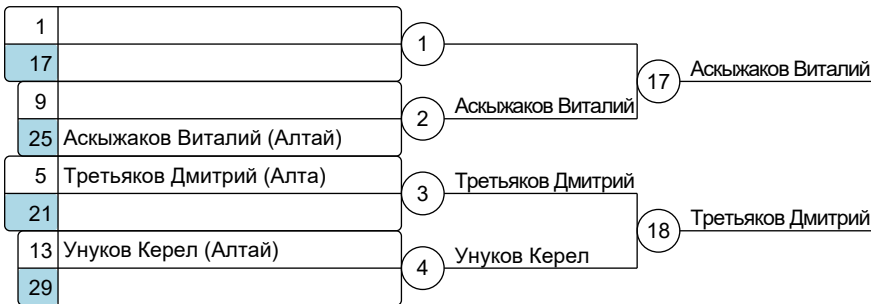 1
17
1
9
25 Аскыжаков Виталий (Алтай)
2
Аскыжаков Виталий
17
Аскыжаков Виталий
5 Третьяков Дмитрий (Алта)
21
3
Третьяков Дмитрий
13 Унуков Керел (Алтай)
29
4
Унуков Керел
18
Третьяков Дмитрий